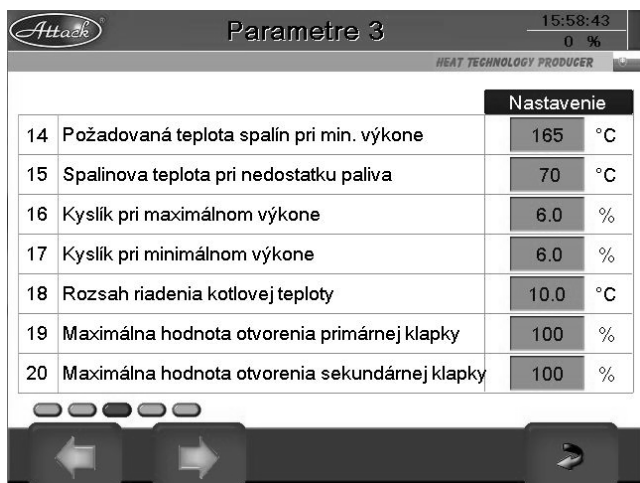 Attack
Parametre 3
15:58:43
0 %
HEAT TECHNOLOGY PRODUCER
Nastavenie
14 Požadovaná teplota spalín pri min. výkone 165 °C
15 Spalinova teplota pri nedostatku paliva 70 °C
16 Kyslík pri maximálnom výkone 6.0 %
17 Kyslík pri minimálnom výkone 6.0 %
18 Rozsah riadenia kotlovej teploty 10.0 °C
19 Maximálna hodnota otvorenia primárnej klapky 100 %
20 Maximálna hodnota otvorenia sekundárnej klapky 100 %